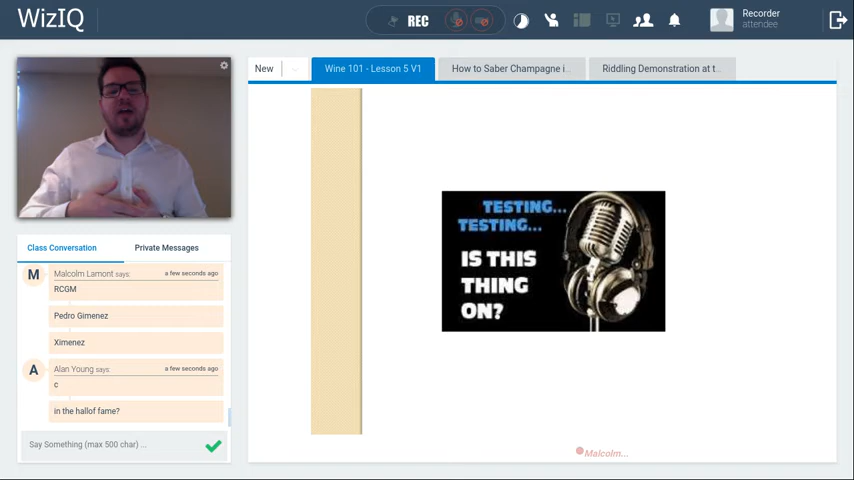 WizIQ
REC
Recorder
attendee
New
Wine 101 - Lesson 5 V1
How to Saber Champagne i...
Riddling Demonstration at t...
TESTING...
TESTING...
IS THIS
THING
ON?
Class Conversation
Private Messages
M
Malcolm Lamont says:
a few seconds ago
RCGM
Pedro Gimenez
Ximenez
A
Alan Young says:
a few seconds ago
c
in the hallof fame?
Say Something (max 500 char) ...
Malcolm...